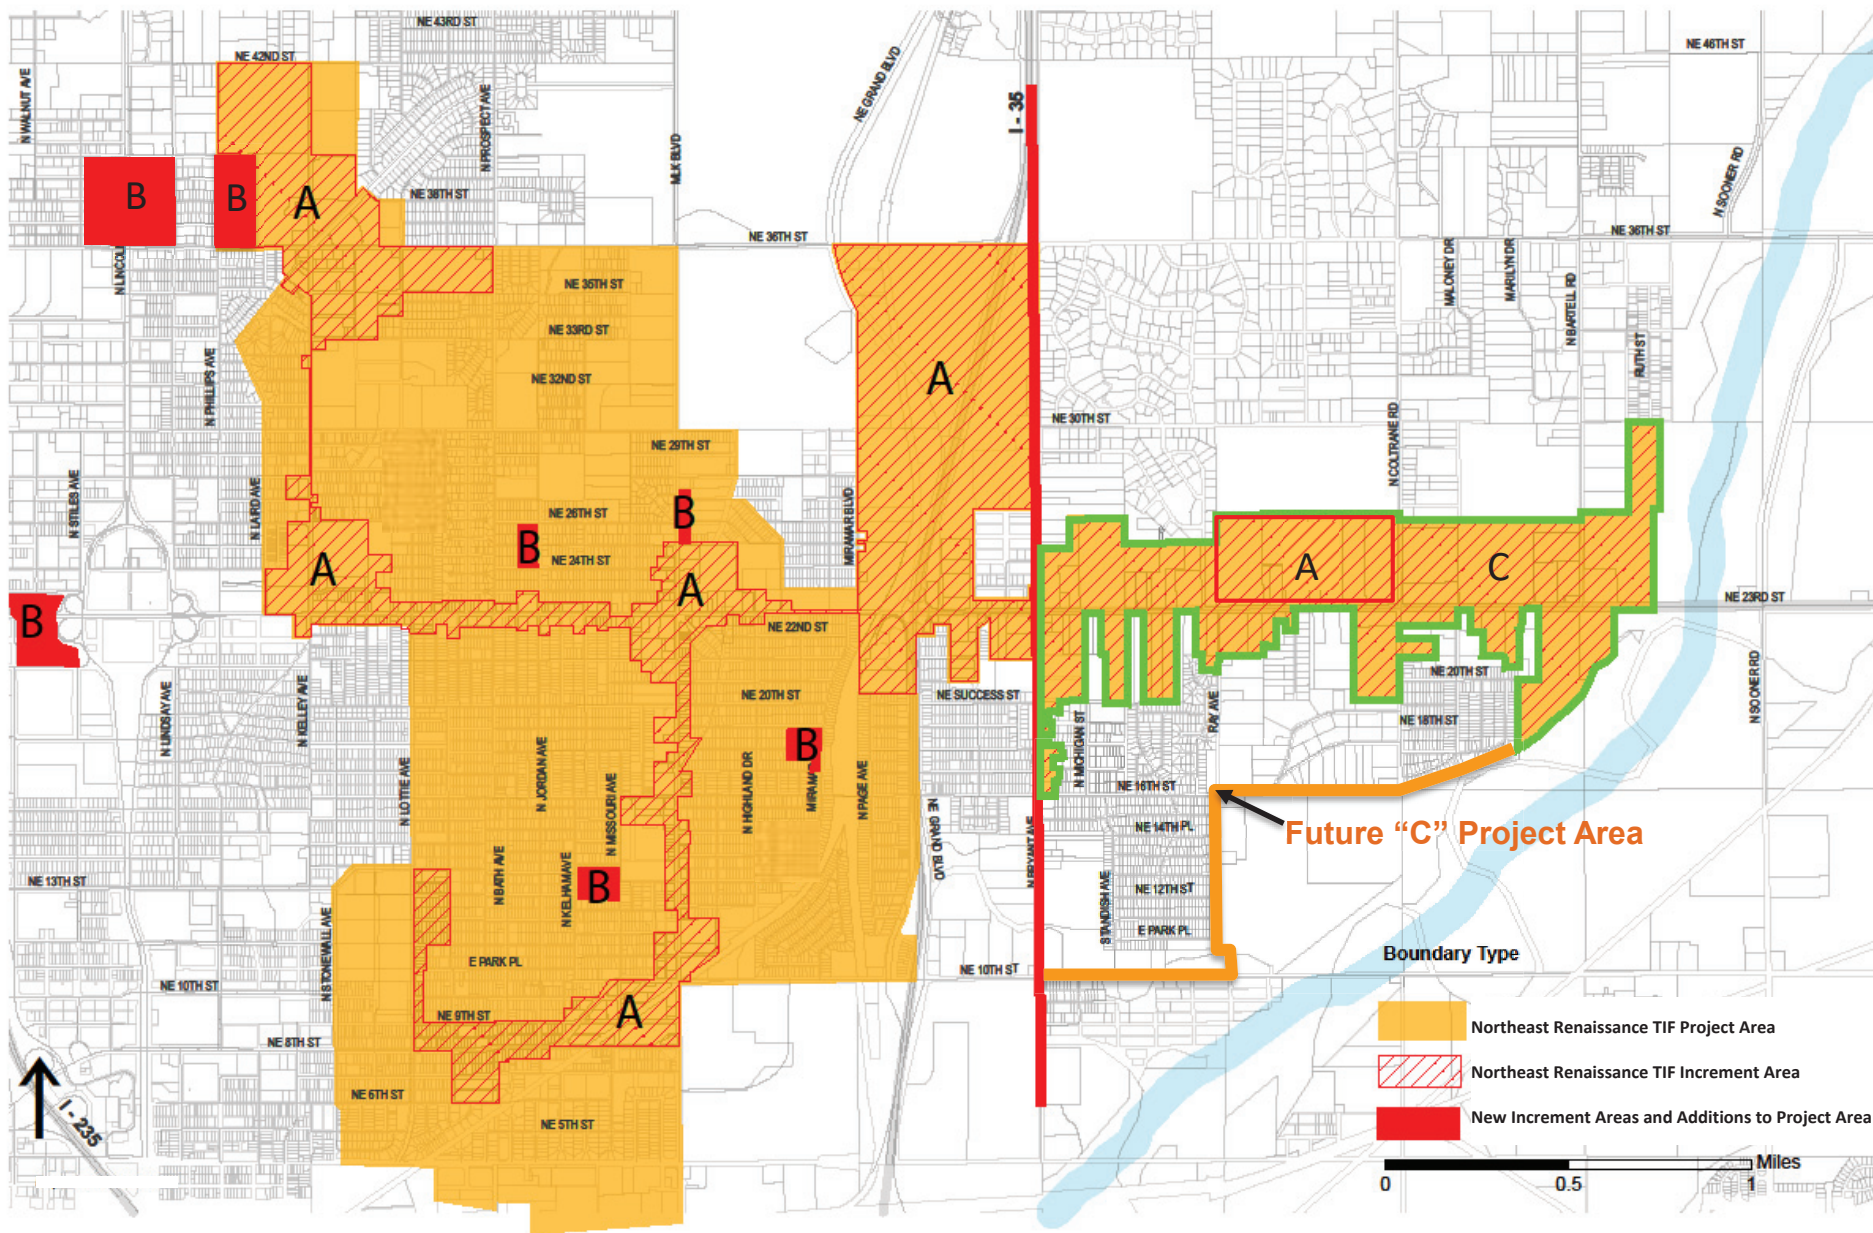 NE 43RD ST
NE 42ND ST
NE 46TH ST
N WALNUT AVE
N PROSPECT AVE
MLK BLVD
NE GRAND BLVD
I - 35
N SOONER RD
B
B
A
NE 38TH ST
NE 36TH ST
NE 36TH ST
N LINCOL
NE 35TH ST
MALONEY DR
MARILYN DR
N BARTELL RD
NE 33RD ST
RUTH ST
N PHILLIPS AVE
NE 32ND ST
A
NE 30TH ST
N COLTRANE RD
NE 29TH ST
N STILES AVE
N LAIRD AVE
NE 26TH ST
B
B
NE 24TH ST
MIRAMAR BLVD
A
A
A
C
B
NE 23RD ST
NE 22ND ST
NE 20TH ST
N LINDSAY AVE
N KELLEY AVE
NE 20TH ST
NE SUCCESS ST
RAY AVE
N SOONER RD
NE 18TH ST
N MICHIGAN ST
B
N LOTTIE AVE
N JORDAN AVE
N MISSOURI AVE
N HIGHLAND DR
MIRAMA
N PAGE AVE
NE 16TH ST
NE GRAND BLVD
N BRYANT AVE
NE 14TH PL
Future “C” Project Area
NE 13TH ST
N BATH AVE
N KELHAM AVE
B
STANDISH AVE
NE 12TH ST
N STONEWALL AVE
E PARK PL
E PARK PL
NE 10TH ST
NE 10TH ST
Boundary Type
NE 9TH ST
A
Northeast Renaissance TIF Project Area
NE 8TH ST
Northeast Renaissance TIF Increment Area
NE 6TH ST
I - 235
NE 5TH ST
New Increment Areas and Additions to Project Area
Miles
0 0.5 1